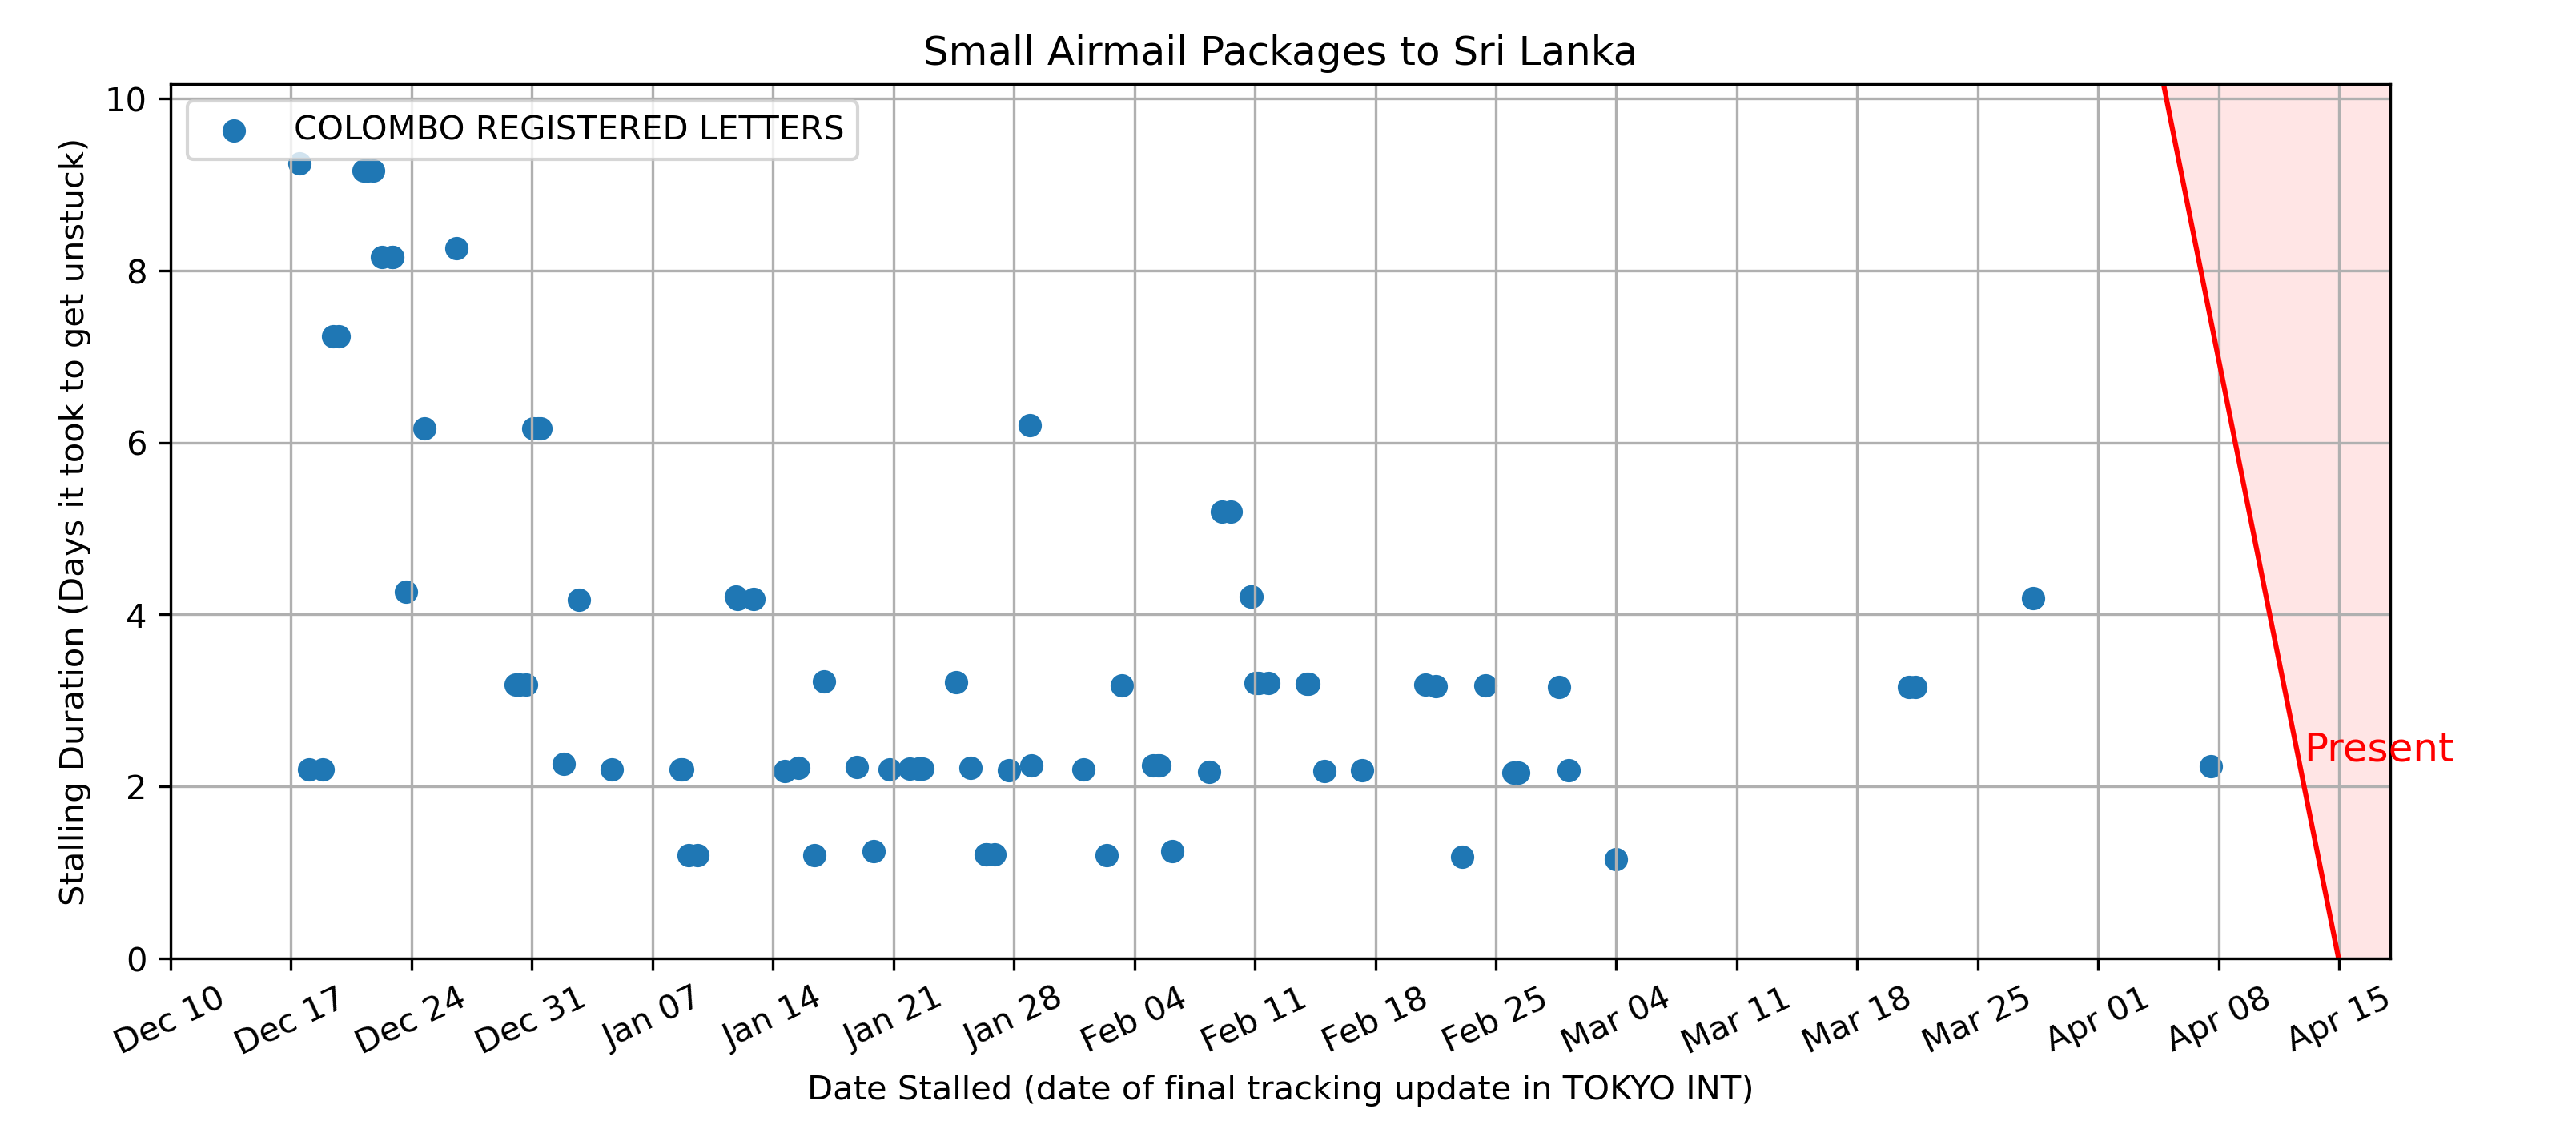 Small Airmail Packages to Sri Lanka
COLOMBO REGISTERED LETTERS
Stalling Duration (Days it took to get unstuck)
10
8
6
4
2
0
Present
Dec 10 Dec 17 Dec 24 Dec 31 Jan 07 Jan 14 Jan 21 Jan 28 Feb 04 Feb 11 Feb 18 Feb 25 Mar 04 Mar 11 Mar 18 Mar 25 Apr 01 Apr 08 Apr 15
Date Stalled (date of final tracking update in TOKYO INT)